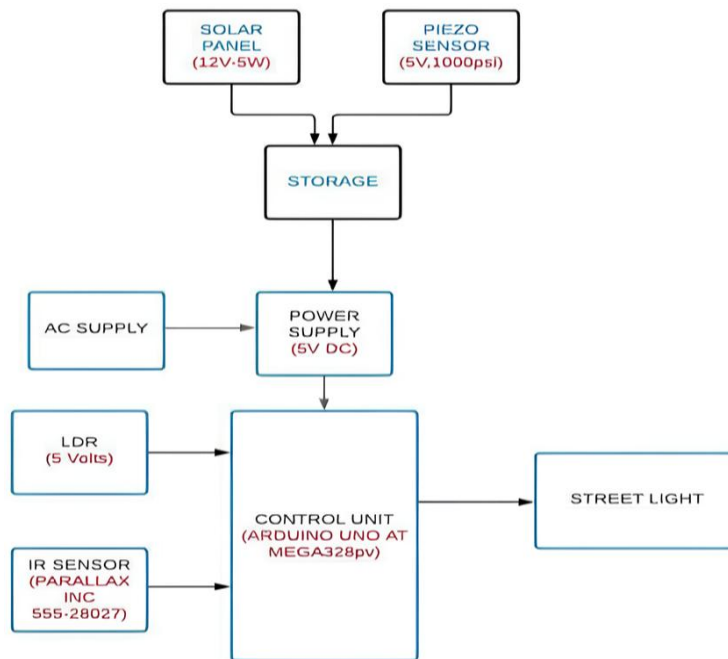 SOLAR
PANEL
(12V-5W)
PIEZO
SENSOR
(5V,1000psi)
STORAGE
AC SUPPLY
POWER
SUPPLY
(5V DC)
LDR
(5 Volts)
CONTROL UNIT
(ARDUINO UNO AT
MEGA328pv)
STREET LIGHT
IR SENSOR
(PARALLAX
INC
555-28027)